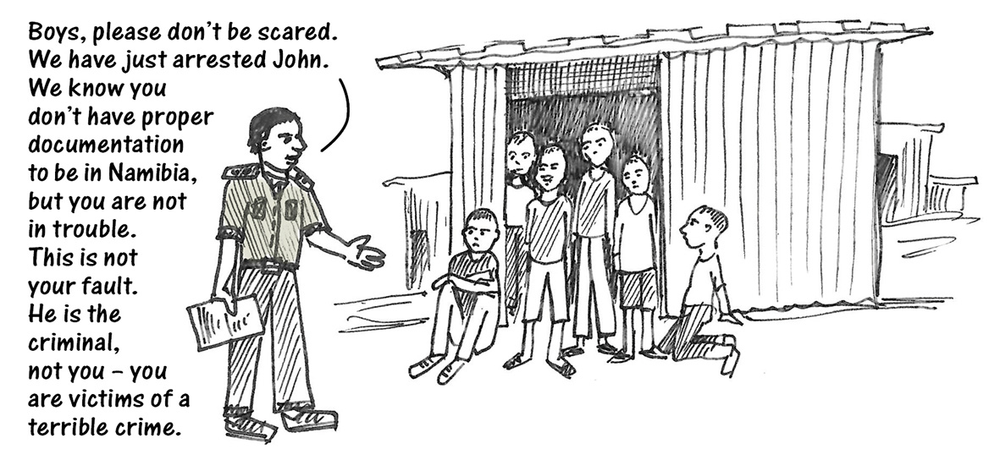 Boys, please don't be scared.
We have just arrested John.
We know you
don't have proper
documentation
to be in Namibia,
but you are not
in trouble.
This is not
your fault.
He is the
criminal,
not you – you
are victims of a
terrible crime.